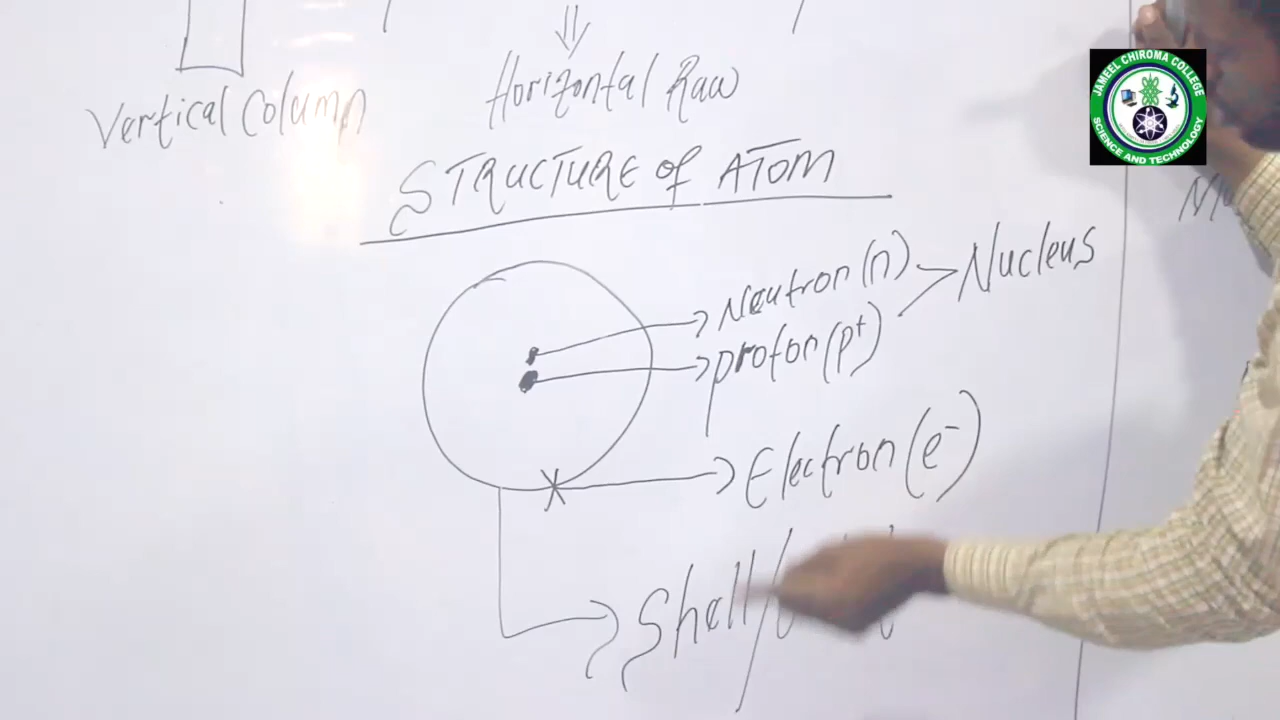 Vertical Column
Horizontal Raw
STRUCTURE of ATOM
Neutron (n)
proton (p+)
Nucleus
Electron (e-)
Shell/
JAMEEL CHIROMA COLLEGE
SCIENCE AND TECHNOLOGY